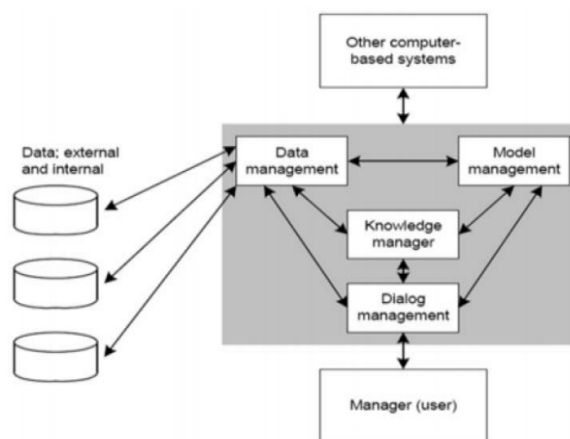 Other computer-
based systems
Data; external
and internal
Data
management
Model
management
Knowledge
manager
Dialog
management
Manager (user)